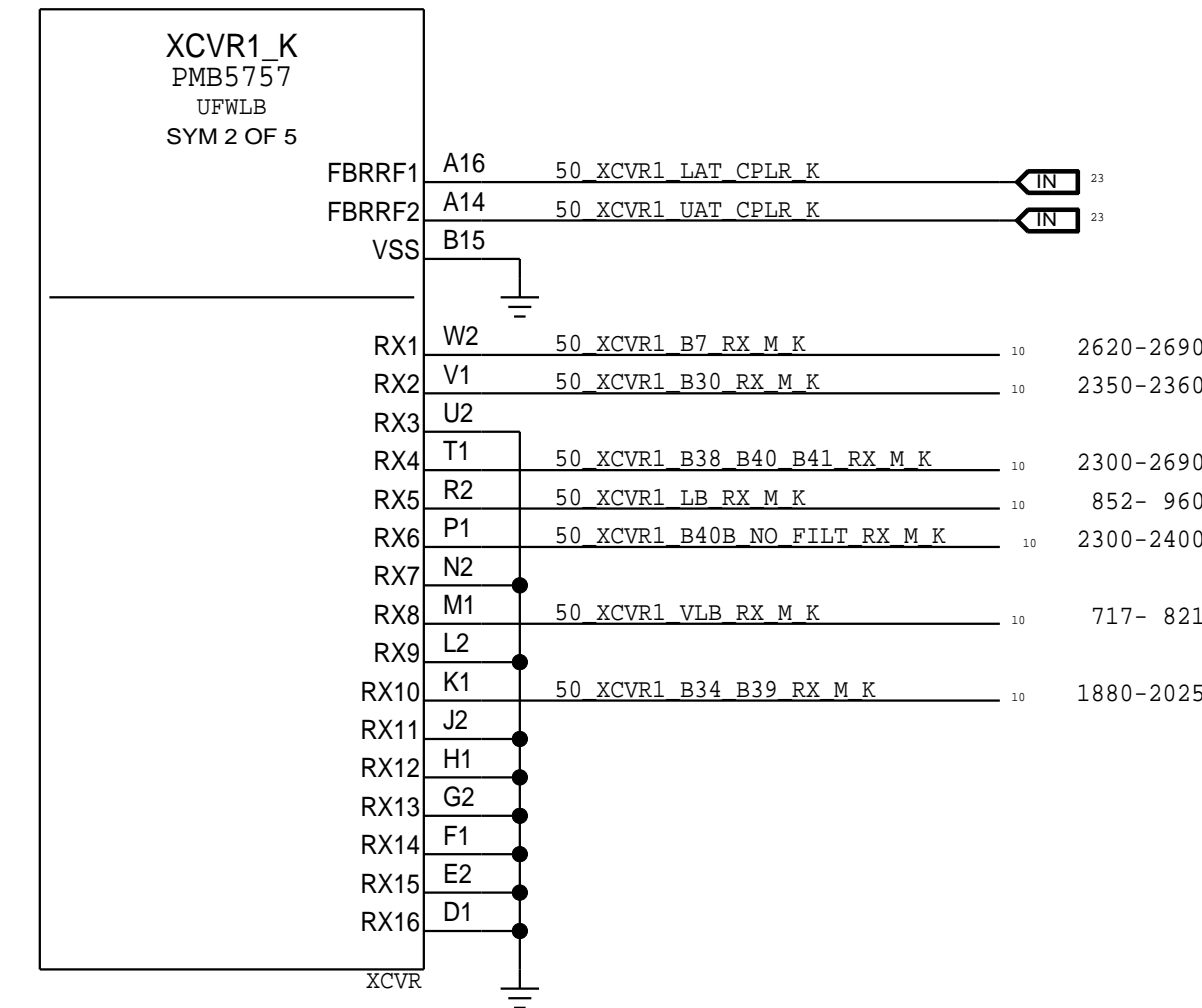 XCVR1_K
PMB5757
UFWLB
SYM 2 OF 5
FBRRF1 A16 50_XCVR1_LAT_CPLR_K IN 23
FBRRF2 A14 50_XCVR1_UAT_CPLR_K IN 23
VSS B15
RX1 W2 50_XCVR1_B7_RX_M_K 10 2620-2690
RX2 V1 50_XCVR1_B30_RX_M_K 10 2350-2360
RX3 U2
RX4 T1 50_XCVR1_B38_B40_B41_RX_M_K 10 2300-2690
RX5 R2 50_XCVR1_LB_RX_M_K 10 852- 960
RX6 P1 50_XCVR1_B40B_NO_FILT_RX_M_K 10 2300-2400
RX7 N2
RX8 M1 50_XCVR1_VLB_RX_M_K 10 717- 821
RX9 L2
RX10 K1 50_XCVR1_B34_B39_RX_M_K 10 1880-2025
RX11 J2
RX12 H1
RX13 G2
RX14 F1
RX15 E2
RX16 D1
XCVR